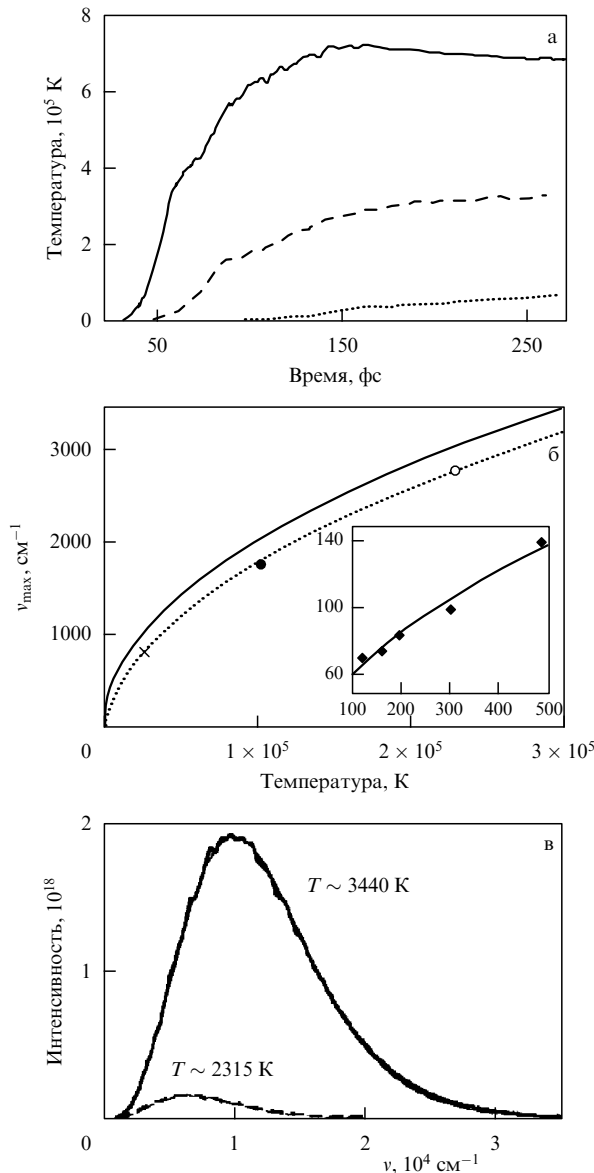 8
а
6
4
2
0
Температура, 10⁵ К
50
150
250
Время, фс
3000
б
2000
1000
ν_max, см⁻¹
140
100
60
100
200
300
400
500
0
1 × 10⁵
2 × 10⁵
3 × 10⁵
Температура, К
2
в
T ~ 3440 К
1
T ~ 2315 К
Интенсивность, 10¹⁸
0
1
2
3
ν, 10⁴ см⁻¹